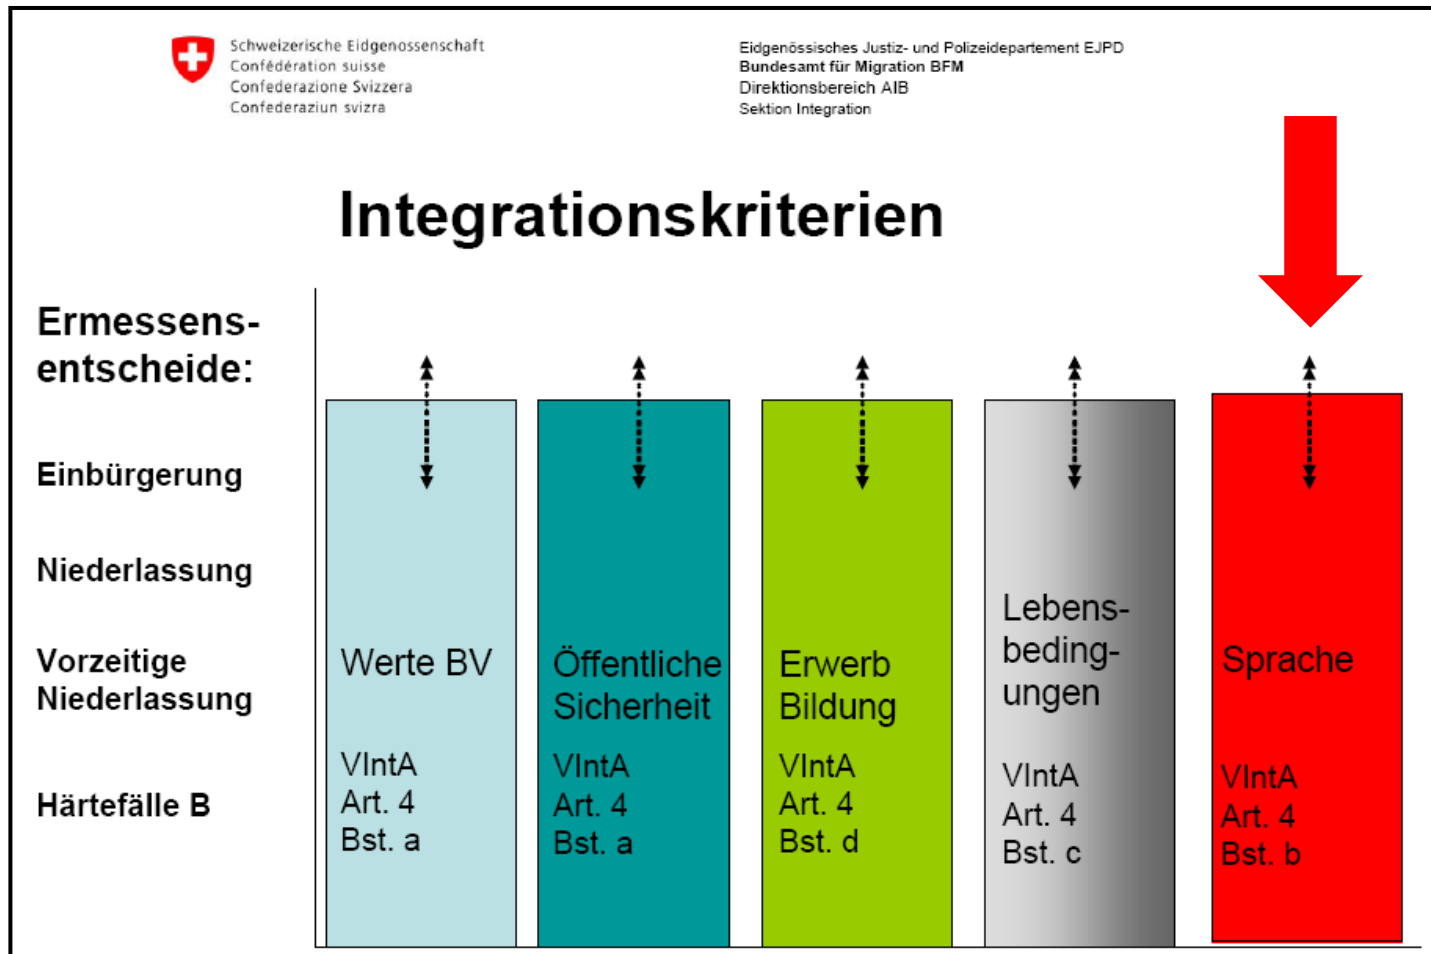 Schweizerische Eidgenossenschaft
Confédération suisse
Confederazione Svizzera
Confederaziun svizra
Eidgenössisches Justiz- und Polizeidepartement EJPD
Bundesamt für Migration BFM
Direktionsbereich AIB
Sektion Integration
Integrationskriterien
Ermessens-
entscheide:
Einbürgerung
Niederlassung
Vorzeitige
Niederlassung
Härtefälle B
Werte BV
VIntA
Art. 4
Bst. a
Öffentliche
Sicherheit
VIntA
Art. 4
Bst. a
Erwerb
Bildung
VIntA
Art. 4
Bst. d
Lebens-
beding-
ungen
VIntA
Art. 4
Bst. c
Sprache
VIntA
Art. 4
Bst. b